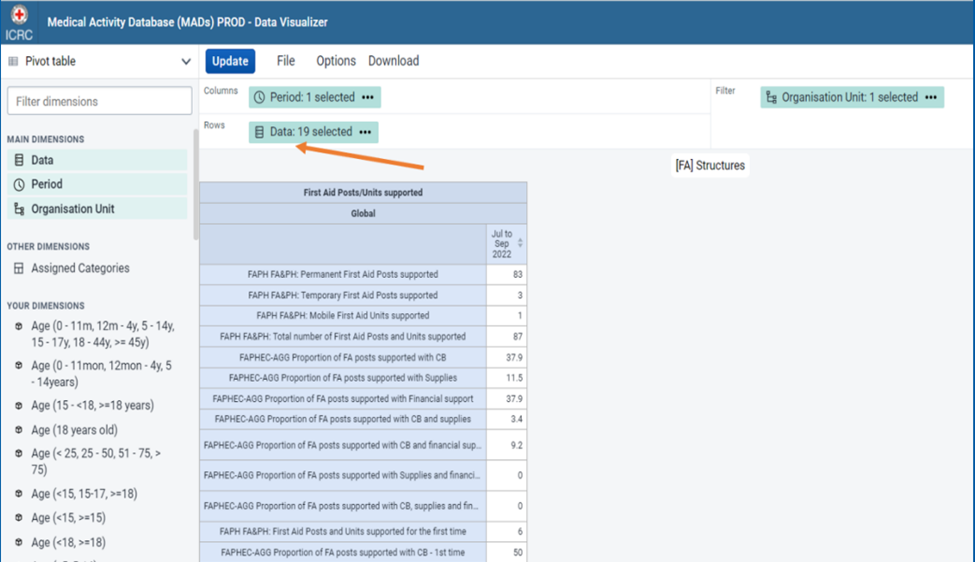 ICRC
Medical Activity Database (MADs) PROD - Data Visualizer
Pivot table
Update
File
Options
Download
Filter dimensions
MAIN DIMENSIONS
Data
Period
Organisation Unit
OTHER DIMENSIONS
Assigned Categories
YOUR DIMENSIONS
Age (0 - 11m, 12m - 4y, 5 - 14y,
15 - 17y, 18 - 44y, >= 45y)
Age (0 - 11mon, 12mon - 4y, 5
- 14years)
Age (15 - <18, >=18 years)
Age (18 years old)
Age (< 25, 25 - 50, 51 - 75, >
75)
Age (<15, 15-17, >=18)
Age (<15, >=15)
Age (<18, >=18)
Columns
Period: 1 selected •••
Filter
Organisation Unit: 1 selected •••
Rows
Data: 19 selected •••
[FA] Structures
First Aid Posts/Units supported
Global
Jul to
Sep
2022
FAPH FA&PH: Permanent First Aid Posts supported 83
FAPH FA&PH: Temporary First Aid Posts supported 3
FAPH FA&PH: Mobile First Aid Units supported 1
FAPH FA&PH: Total number of First Aid Posts and Units supported 87
FAPHEC-AGG Proportion of FA posts supported with CB 37.9
FAPHEC-AGG Proportion of FA posts supported with Supplies 11.5
FAPHEC-AGG Proportion of FA posts supported with Financial support 37.9
FAPHEC-AGG Proportion of FA posts supported with CB and supplies 3.4
FAPHEC-AGG Proportion of FA posts supported with CB and financial sup... 9.2
FAPHEC-AGG Proportion of FA posts supported with Supplies and financi... 0
FAPHEC-AGG Proportion of FA posts supported with CB, supplies and fin... 0
FAPH FA&PH: First Aid Posts and Units supported for the first time 6
FAPHEC-AGG Proportion of FA posts supported with CB - 1st time 50